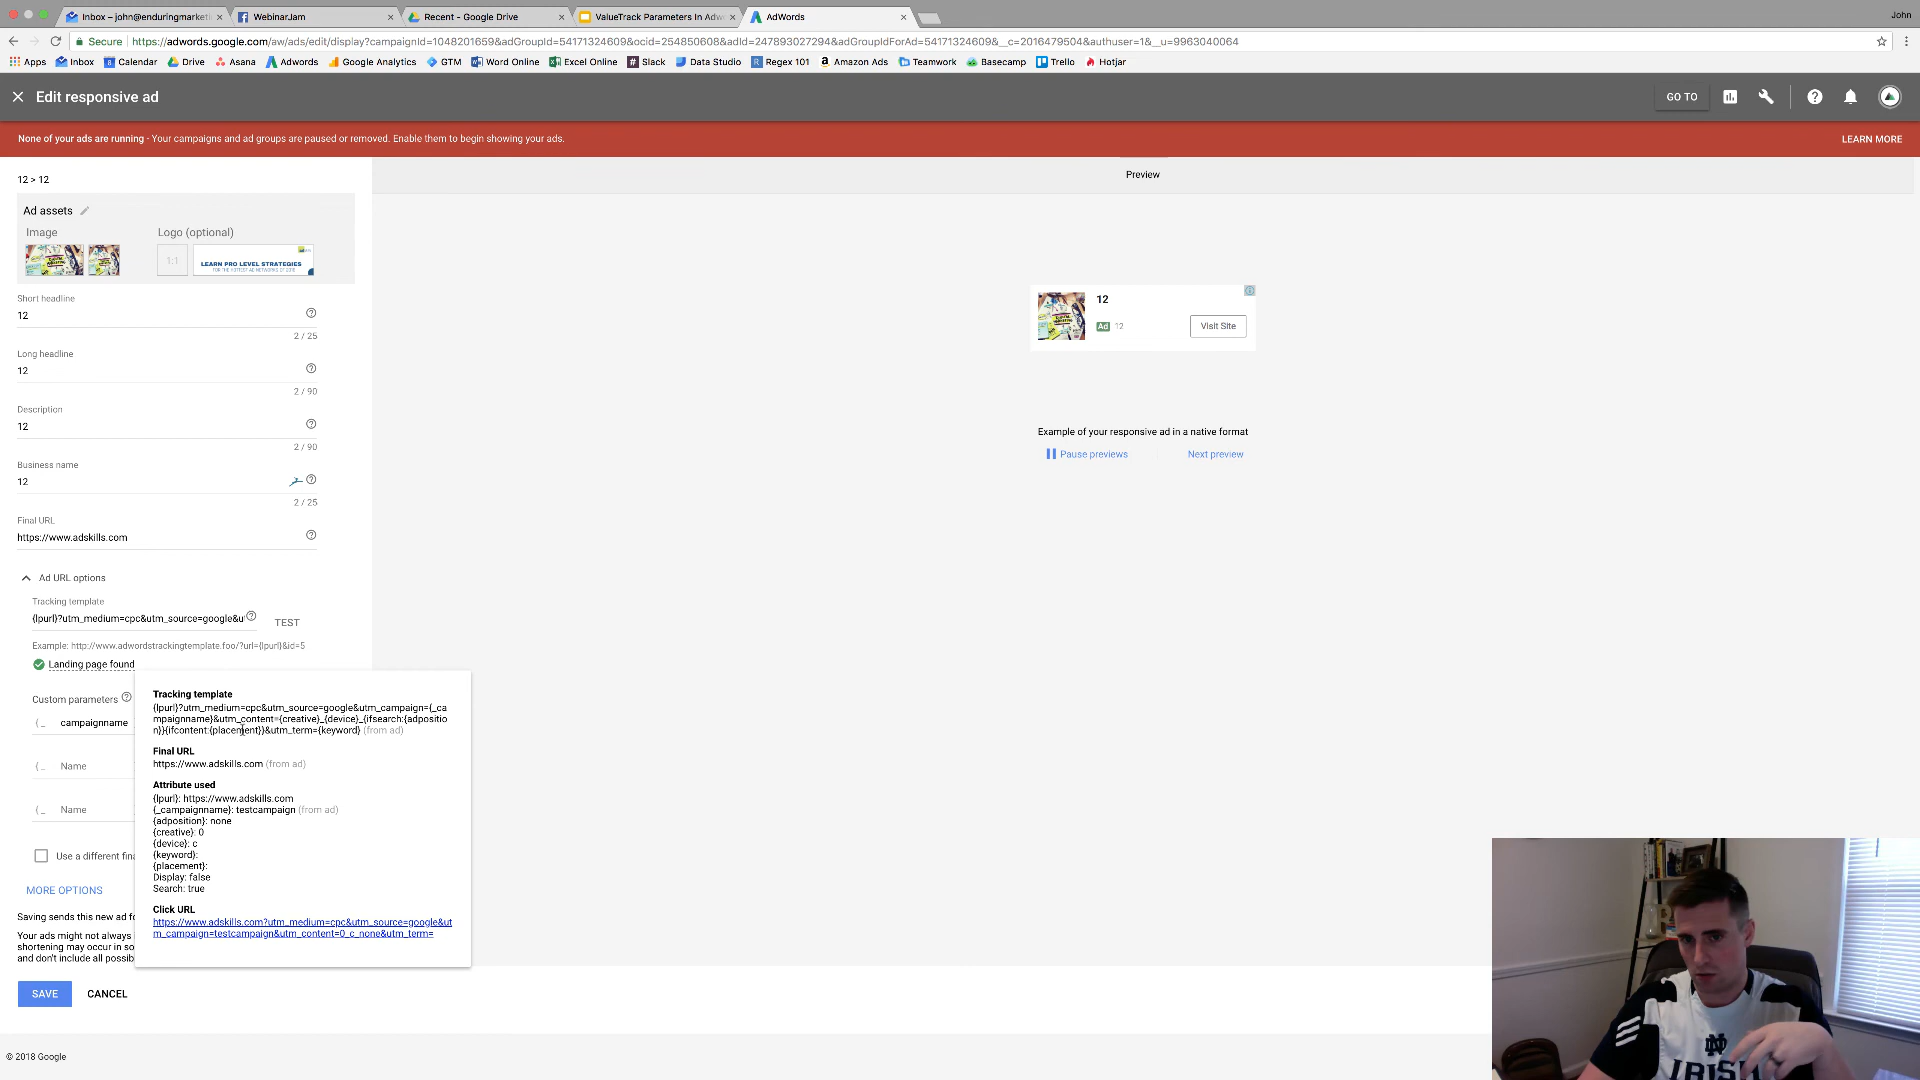 Inbox – john@enduringmarketi
WebinarJam
Recent - Google Drive
ValueTrack Parameters In Adw
AdWords
John
Secure
https://adwords.google.com/aw/ads/edit/display?campaignId=1048201659&adGroupId=54171324609&ocid=254850608&adId=247893027294&adGroupIdForAd=54171324609&__c=2016479504&authuser=1&__u=9963040064
Apps
Inbox
Calendar
Drive
Asana
Adwords
Google Analytics
GTM
Word Online
Excel Online
Slack
Data Studio
Regex 101
Amazon Ads
Teamwork
Basecamp
Trello
Hotjar
Edit responsive ad
GO TO
None of your ads are running - Your campaigns and ad groups are paused or removed. Enable them to begin showing your ads.
LEARN MORE
12 > 12
Preview
Ad assets
Image
Logo (optional)
1:1
LEARN PRO LEVEL STRATEGIES
FOR THE HOTTEST AD NETWORKS OF 2018
Short headline
12
2 / 25
Long headline
12
2 / 90
Description
12
2 / 90
Business name
12
2 / 25
Final URL
https://www.adskills.com
Ad URL options
Tracking template
{lpurl}?utm_medium=cpc&utm_source=google&u
TEST
Example: http://www.adwordstrackingtemplate.foo/?url={lpurl}&id=5
Landing page found
Custom parameters
{_ campaignname
{_ Name
{_ Name
Use a different fina
MORE OPTIONS
Saving sends this new ad fo
Your ads might not always
shortening may occur in so
and don't include all possib
SAVE
CANCEL
Tracking template
{lpurl}?utm_medium=cpc&utm_source=google&utm_campaign={_ca
mpaignname}&utm_content={creative}_{device}_{ifsearch:{adpositio
n}}{ifcontent:{placement}}&utm_term={keyword} (from ad)
Final URL
https://www.adskills.com (from ad)
Attribute used
{lpurl}: https://www.adskills.com
{_campaignname}: testcampaign (from ad)
{adposition}: none
{creative}: 0
{device}: c
{keyword}:
{placement}:
Display: false
Search: true
Click URL
https://www.adskills.com?utm_medium=cpc&utm_source=google&ut
m_campaign=testcampaign&utm_content=0_c_none&utm_term=
12
Ad 12
Visit Site
Example of your responsive ad in a native format
Pause previews
Next preview
© 2018 Google
IRISH